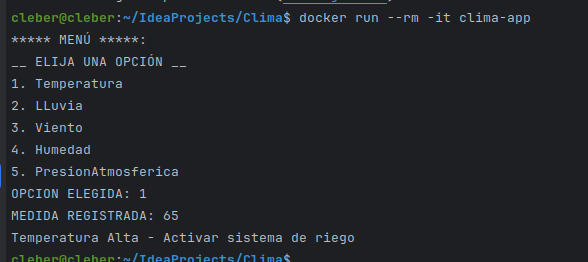 cleber@cleber:~/IdeaProjects/Clima$ docker run --rm -it clima-app
***** MENÚ *****:
__ ELIJA UNA OPCIÓN __
1. Temperatura
2. LLuvia
3. Viento
4. Humedad
5. PresionAtmosferica
OPCION ELEGIDA: 1
MEDIDA REGISTRADA: 65
Temperatura Alta - Activar sistema de riego
cleber@cleber:~/IdeaProjects/Clima$